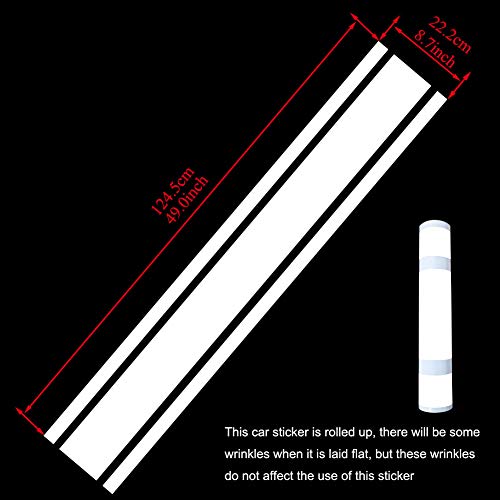 22.2cm
8.7inch
124.5cm
49.0inch
This car sticker is rolled up, there will be some
wrinkles when it is laid flat, but these wrinkles
do not affect the use of this sticker